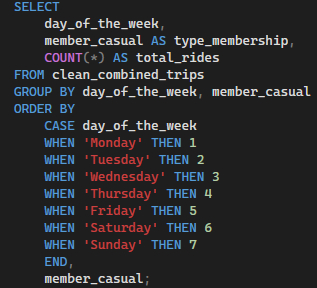 SELECT
    day_of_the_week,
    member_casual AS type_membership,
    COUNT(*) AS total_rides
FROM clean_combined_trips
GROUP BY day_of_the_week, member_casual
ORDER BY
    CASE day_of_the_week
    WHEN 'Monday' THEN 1
    WHEN 'Tuesday' THEN 2
    WHEN 'Wednesday' THEN 3
    WHEN 'Thursday' THEN 4
    WHEN 'Friday' THEN 5
    WHEN 'Saturday' THEN 6
    WHEN 'Sunday' THEN 7
    END,
    member_casual;